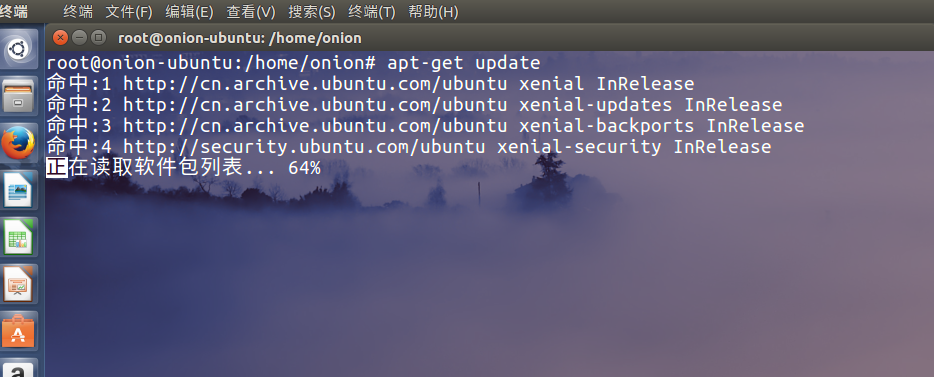 终端 终端 文件(F) 编辑(E) 查看(V) 搜索(S) 终端(T) 帮助(H)
root@onion-ubuntu: /home/onion
root@onion-ubuntu:/home/onion# apt-get update
命中:1 http://cn.archive.ubuntu.com/ubuntu xenial InRelease
命中:2 http://cn.archive.ubuntu.com/ubuntu xenial-updates InRelease
命中:3 http://cn.archive.ubuntu.com/ubuntu xenial-backports InRelease
命中:4 http://security.ubuntu.com/ubuntu xenial-security InRelease
正在读取软件包列表... 64%
a